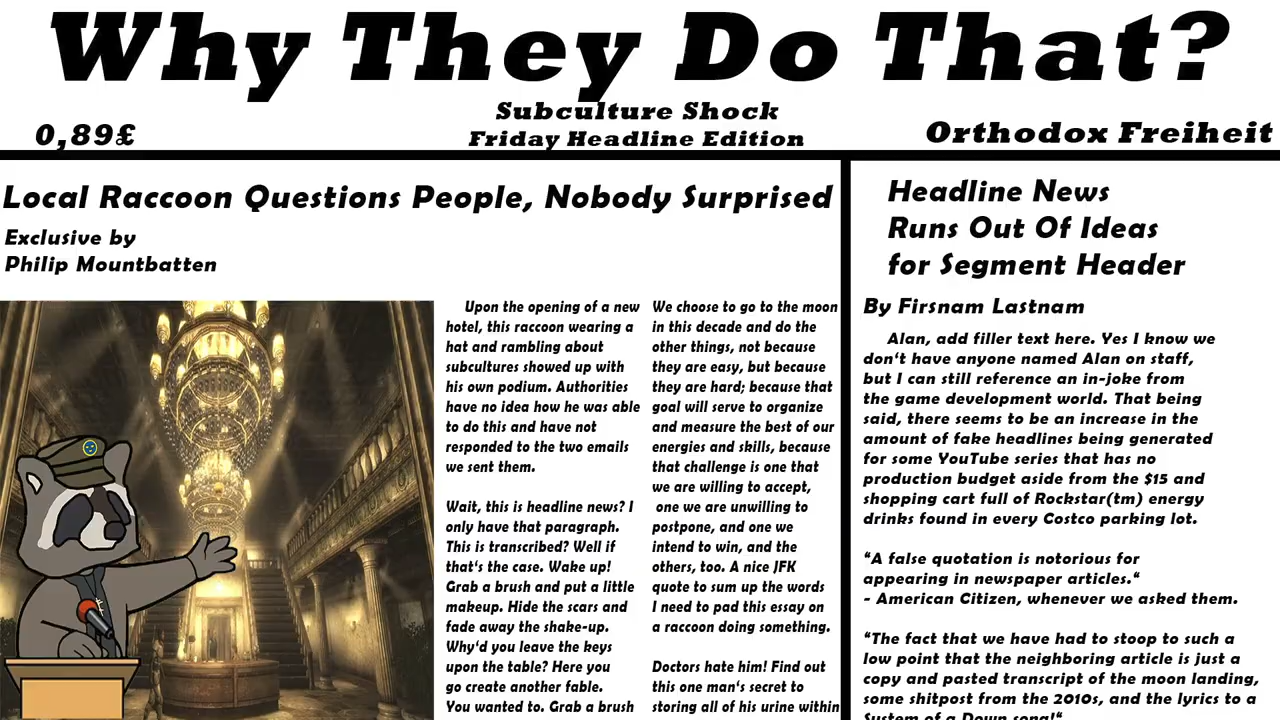 Why They Do That?
Subculture Shock
Friday Headline Edition
0,89£
Orthodox Freiheit
Local Raccoon Questions People, Nobody Surprised
Exclusive by
Philip Mountbatten
Upon the opening of a new
hotel, this raccoon wearing a
hat and rambling about
subcultures showed up with
his own podium. Authorities
have no idea how he was able
to do this and have not
responded to the two emails
we sent them.
Wait, this is headline news? I
only have that paragraph.
This is transcribed? Well if
that's the case. Wake up!
Grab a brush and put a little
makeup. Hide the scars and
fade away the shake-up.
Why'd you leave the keys
upon the table? Here you
go create another fable.
You wanted to. Grab a brush
We choose to go to the moon
in this decade and do the
other things, not because
they are easy, but because
they are hard; because that
goal will serve to organize
and measure the best of our
energies and skills, because
that challenge is one that
we are willing to accept,
one we are unwilling to
postpone, and one we
intend to win, and the
others, too. A nice JFK
quote to sum up the words
I need to pad this essay on
a raccoon doing something.
Doctors hate him! Find out
this one man's secret to
storing all of his urine within
Headline News
Runs Out Of Ideas
for Segment Header
By Firsnam Lastnam
Alan, add filler text here. Yes I know we
don't have anyone named Alan on staff,
but I can still reference an in-joke from
the game development world. That being
said, there seems to be an increase in the
amount of fake headlines being generated
for some YouTube series that has no
production budget aside from the $15 and
shopping cart full of Rockstar(tm) energy
drinks found in every Costco parking lot.
"A false quotation is notorious for
appearing in newspaper articles."
- American Citizen, whenever we asked them.
"The fact that we have had to stoop to such a
low point that the neighboring article is just a
copy and pasted transcript of the moon landing,
some shitpost from the 2010s, and the lyrics to a
System of a Down song!"